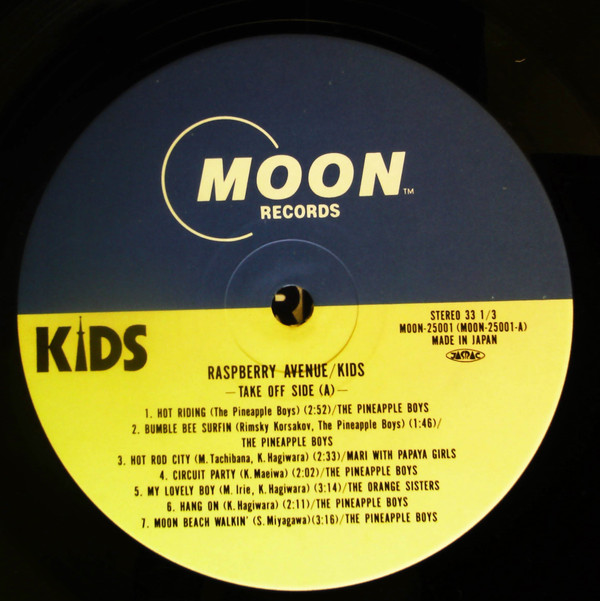 MOON™
RECORDS
KiDS
STEREO 33 1/3
MOON-25001 (MOON-25001-A)
MADE IN JAPAN
JASRAC
RASPBERRY AVENUE/KIDS
—TAKE OFF SIDE (A)—
1. HOT RIDING (The Pineapple Boys) (2:52)/THE PINEAPPLE BOYS
2. BUMBLE BEE SURFIN (Rimsky Korsakov, The Pineapple Boys) (1:46)/
THE PINEAPPLE BOYS
3. HOT ROD CITY (M. Tachibana, K. Hagiwara) (2:33)/MARI WITH PAPAYA GIRLS
4. CIRCUIT PARTY (K. Maeiwa) (2:02)/THE PINEAPPLE BOYS
5. MY LOVELY BOY (M. Irie, K. Hagiwara) (3:14)/THE ORANGE SISTERS
6. HANG ON (K. Hagiwara) (2:11)/THE PINEAPPLE BOYS
7. MOON BEACH WALKIN' (S. Miyagawa)(3:16)/THE PINEAPPLE BOYS